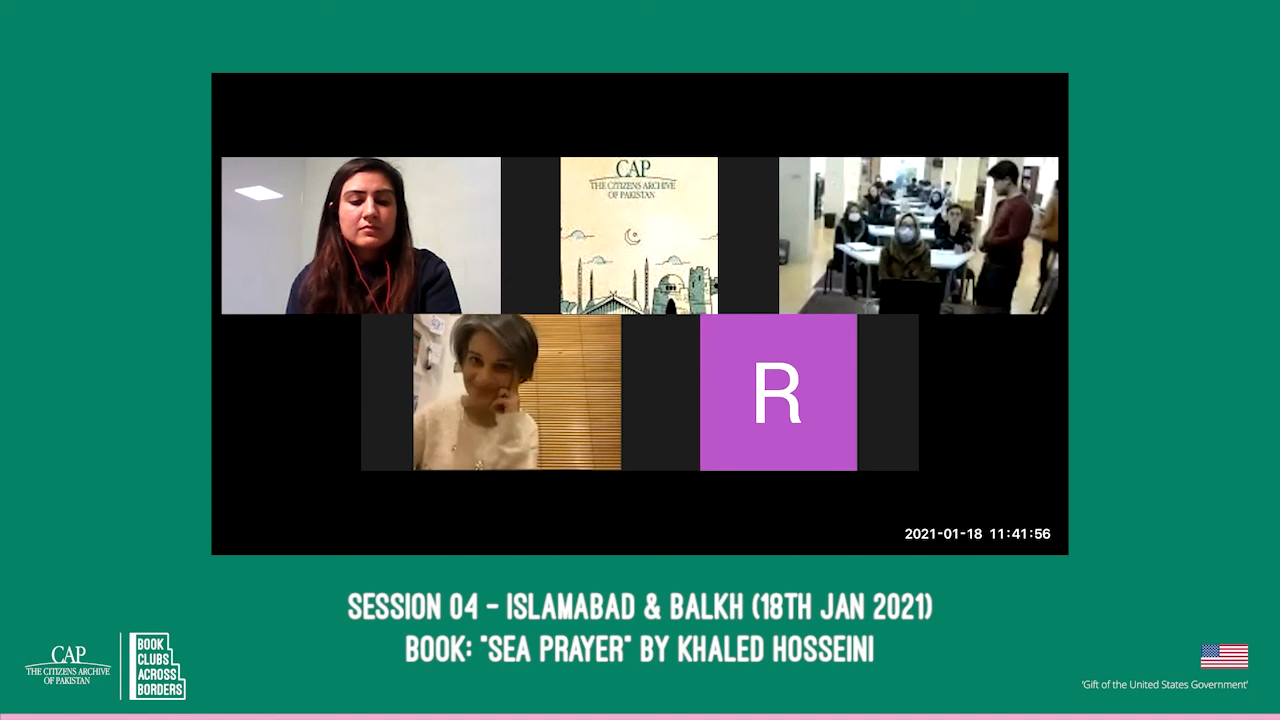 CAP
THE CITIZENS ARCHIVE
OF PAKISTAN
R
2021-01-18 11:41:56
SESSION 04 - ISLAMABAD & BALKH (18TH JAN 2021)
BOOK: "SEA PRAYER" BY KHALED HOSSEINI
CAP
THE CITIZENS ARCHIVE
OF PAKISTAN
BOOK
CLUBS
ACROSS
BORDERS
'Gift of the United States Government'